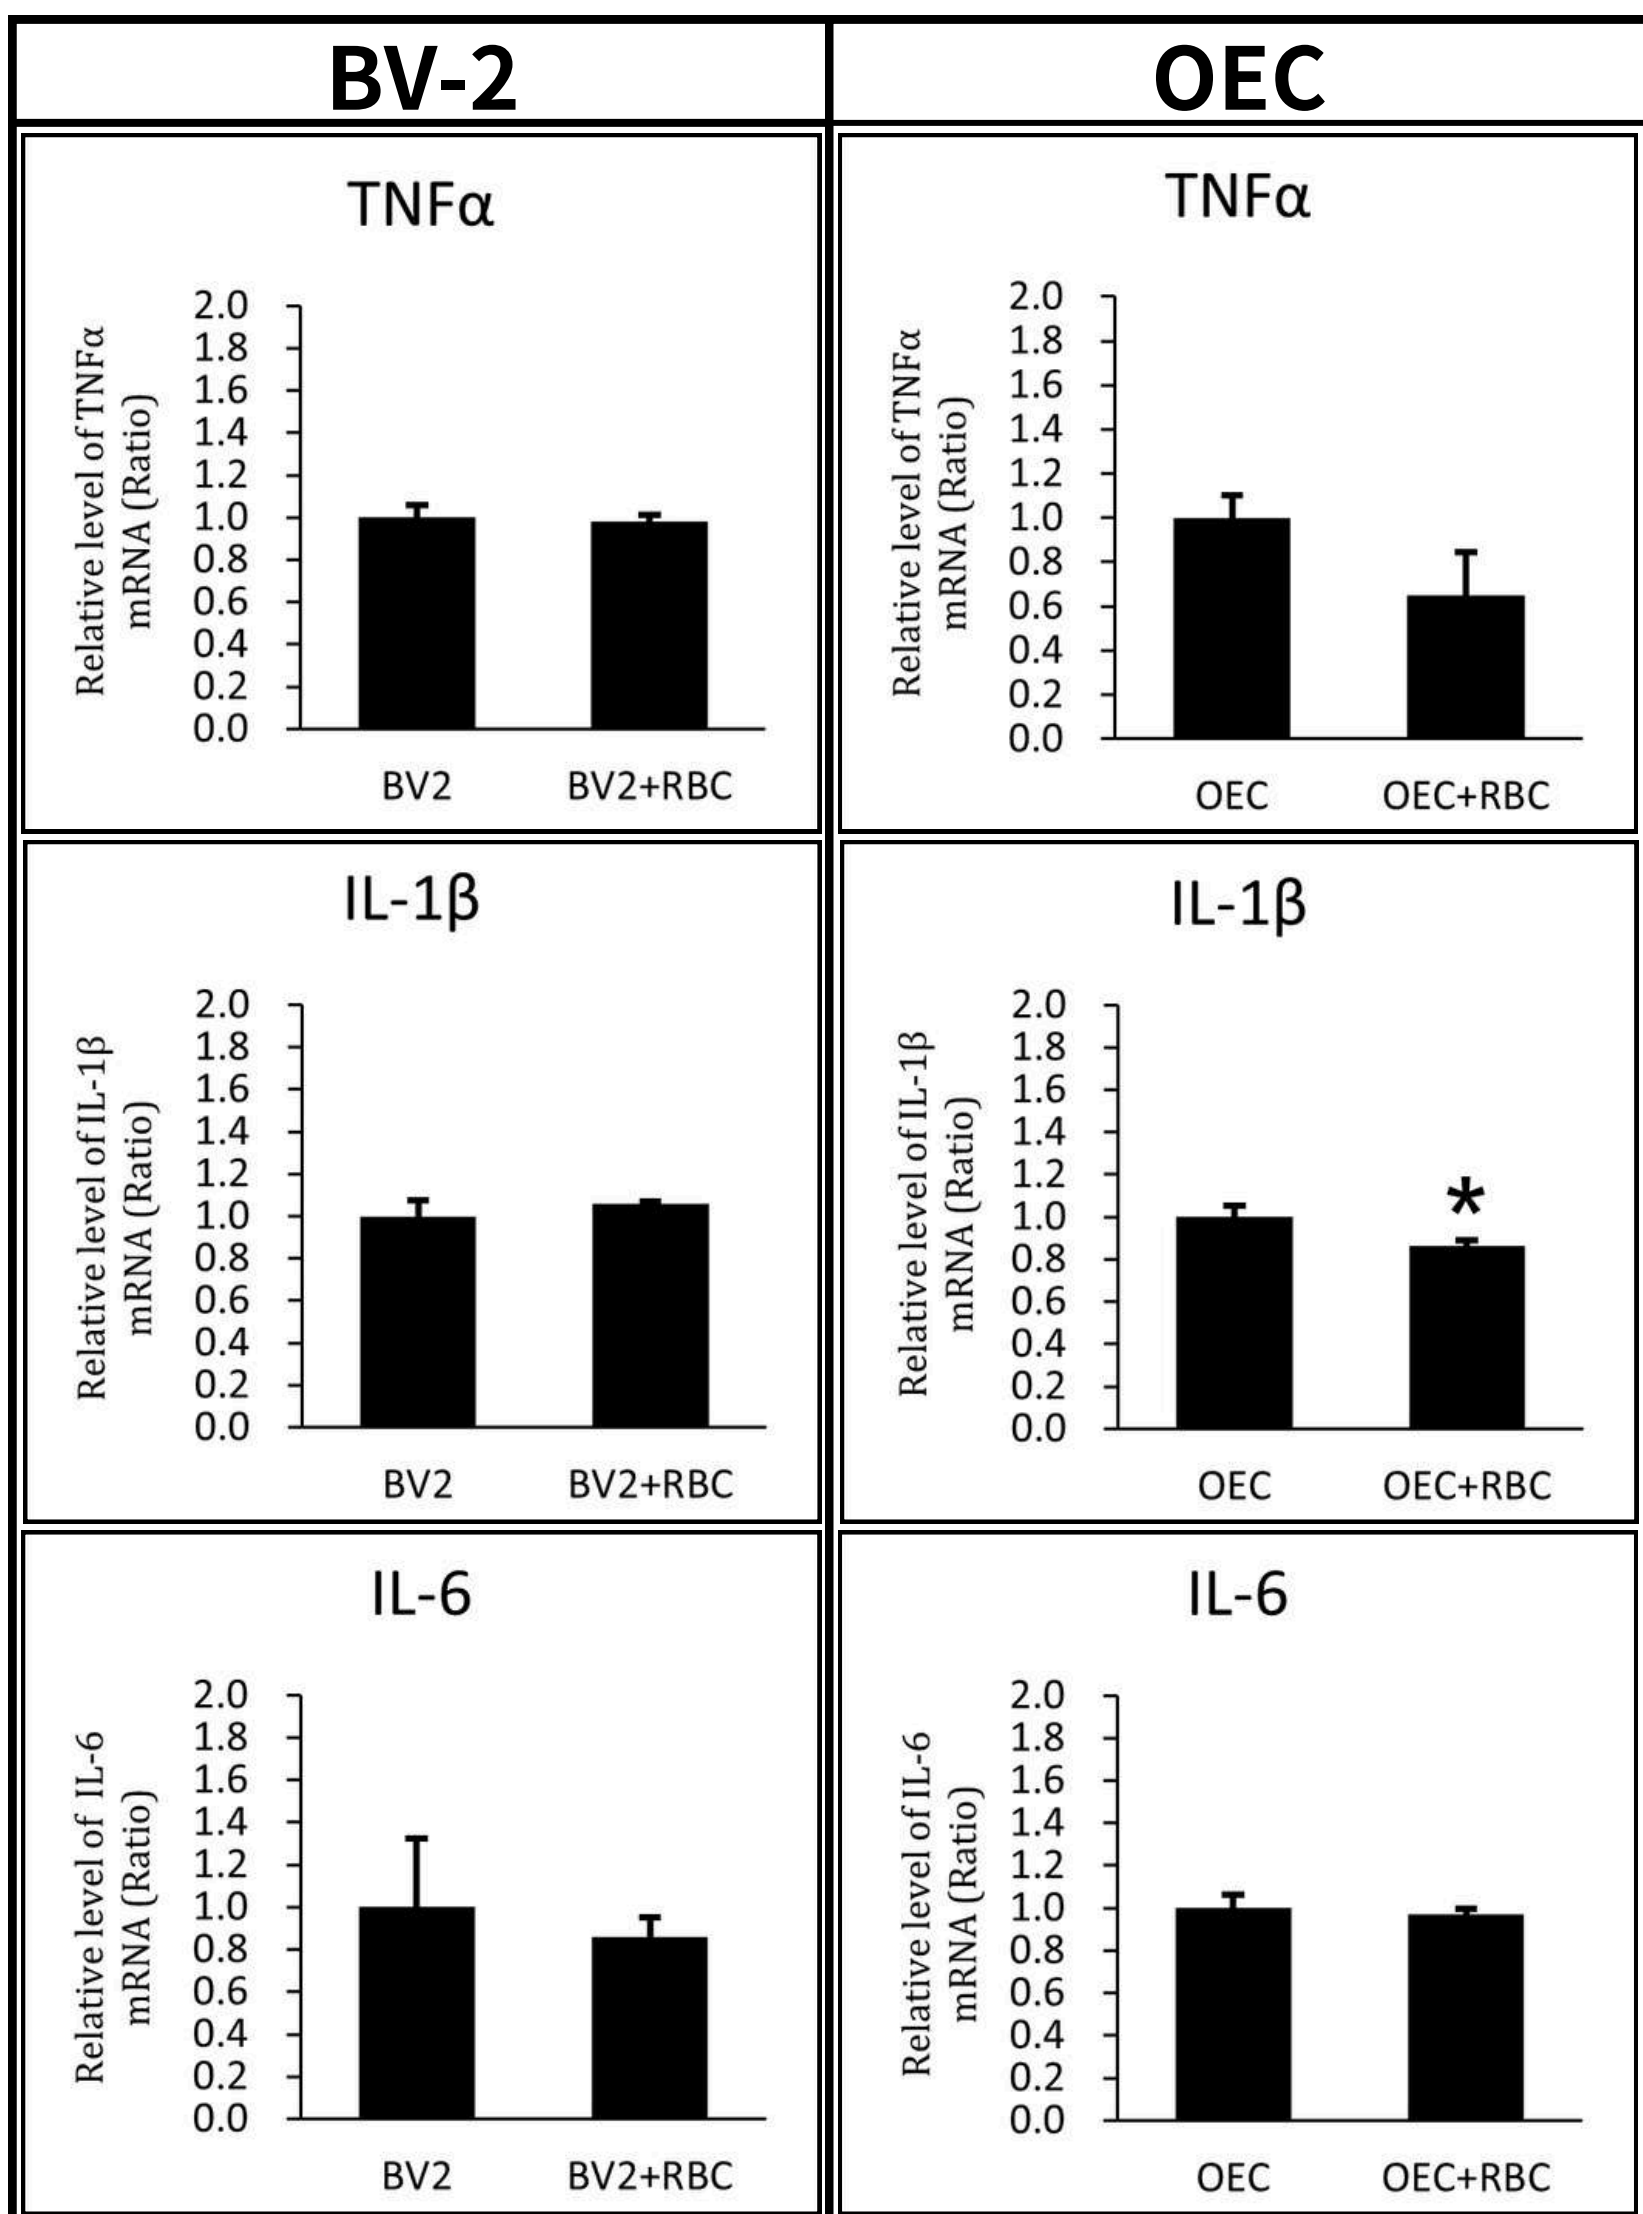 BV-2
OEC
TNFα
Relative level of TNFα
mRNA (Ratio)
2.0
1.8
1.6
1.4
1.2
1.0
0.8
0.6
0.4
0.2
0.0
BV2 BV2+RBC
TNFα
Relative level of TNFα
mRNA (Ratio)
2.0
1.8
1.6
1.4
1.2
1.0
0.8
0.6
0.4
0.2
0.0
OEC OEC+RBC
IL-1β
Relative level of IL-1β
mRNA (Ratio)
2.0
1.8
1.6
1.4
1.2
1.0
0.8
0.6
0.4
0.2
0.0
BV2 BV2+RBC
IL-1β
Relative level of IL-1β
mRNA (Ratio)
2.0
1.8
1.6
1.4
1.2
1.0
0.8
0.6
0.4
0.2
0.0
*
OEC OEC+RBC
IL-6
Relative level of IL-6
mRNA (Ratio)
2.0
1.8
1.6
1.4
1.2
1.0
0.8
0.6
0.4
0.2
0.0
BV2 BV2+RBC
IL-6
Relative level of IL-6
mRNA (Ratio)
2.0
1.8
1.6
1.4
1.2
1.0
0.8
0.6
0.4
0.2
0.0
OEC OEC+RBC